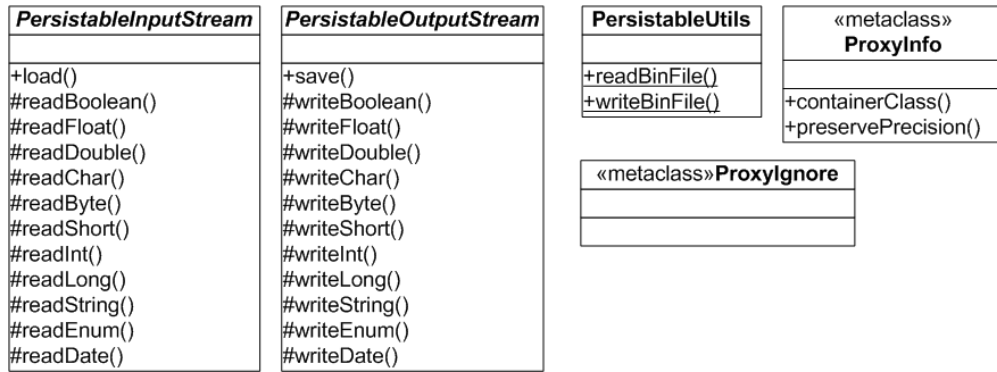 PersistableInputStream
+load()
#readBoolean()
#readFloat()
#readDouble()
#readChar()
#readByte()
#readShort()
#readInt()
#readLong()
#readString()
#readEnum()
#readDate()
PersistableOutputStream
+save()
#writeBoolean()
#writeFloat()
#writeDouble()
#writeChar()
#writeByte()
#writeShort()
#writeInt()
#writeLong()
#writeString()
#writeEnum()
#writeDate()
PersistableUtils
+readBinFile()
+writeBinFile()
«metaclass»
ProxyInfo
+containerClass()
+preservePrecision()
«metaclass»ProxyIgnore